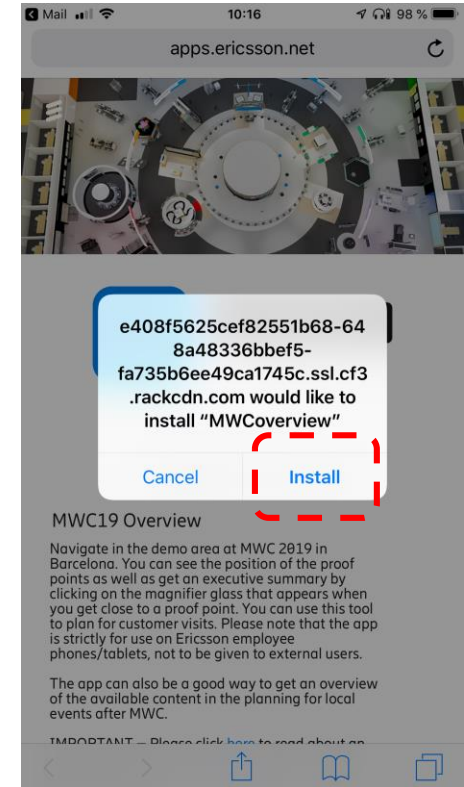 Mail 10:16 98 %
apps.ericsson.net
e408f5625cef82551b68-64
8a48336bbef5-
fa735b6ee49ca1745c.ssl.cf3
.rackcdn.com would like to
install “MWCoverview”
Cancel Install
MWC19 Overview
Navigate in the demo area at MWC 2019 in
Barcelona. You can see the position of the proof
points as well as get an executive summary by
clicking on the magnifier glass that appears when
you get close to a proof point. You can use this tool
to plan for customer visits. Please note that the app
is strictly for use on Ericsson employee
phones/tablets, not to be given to external users.
The app can also be a good way to get an overview
of the available content in the planning for local
events after MWC.
IMPORTANT – Please click here to read about an